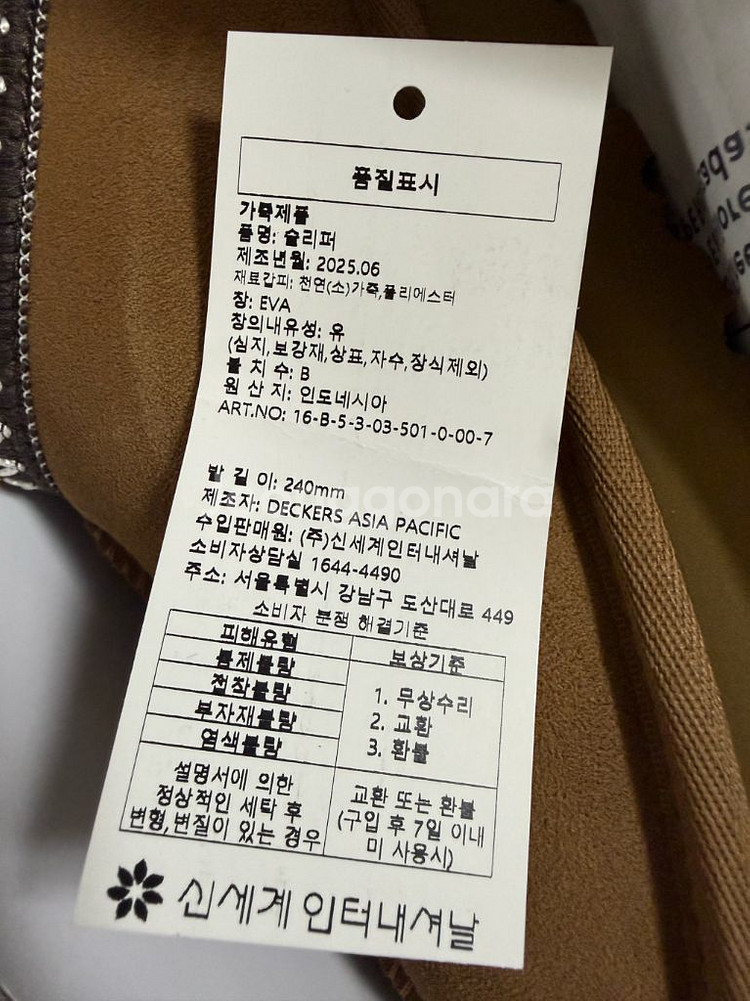 품질표시
가죽제품
품명: 슬리퍼
제조년월: 2025.06
재료갑피: 천연(소)가죽,폴리에스터
창: EVA
창의내유성: 유
(심지,보강재,상표,자수,장식제외)
볼 치 수: B
원 산 지: 인도네시아
ART.NO: 16-B-5-3-03-501-0-00-7
발 길 이: 240mm
제조자: DECKERS ASIA PACIFIC
수입판매원: (주)신세계인터내셔날
소비자상담실 1644-4490
주소: 서울특별시 강남구 도산대로 449
소비자 분쟁 해결기준
피해유형
보상기준
봉제불량
접착불량
부자재불량
염색불량
1. 무상수리
2. 교환
3. 환불
설명서에 의한
정상적인 세탁 후
변형,변질이 있는 경우
교환 또는 환불
(구입 후 7일 이내
미 사용시)
신세계인터내셔날